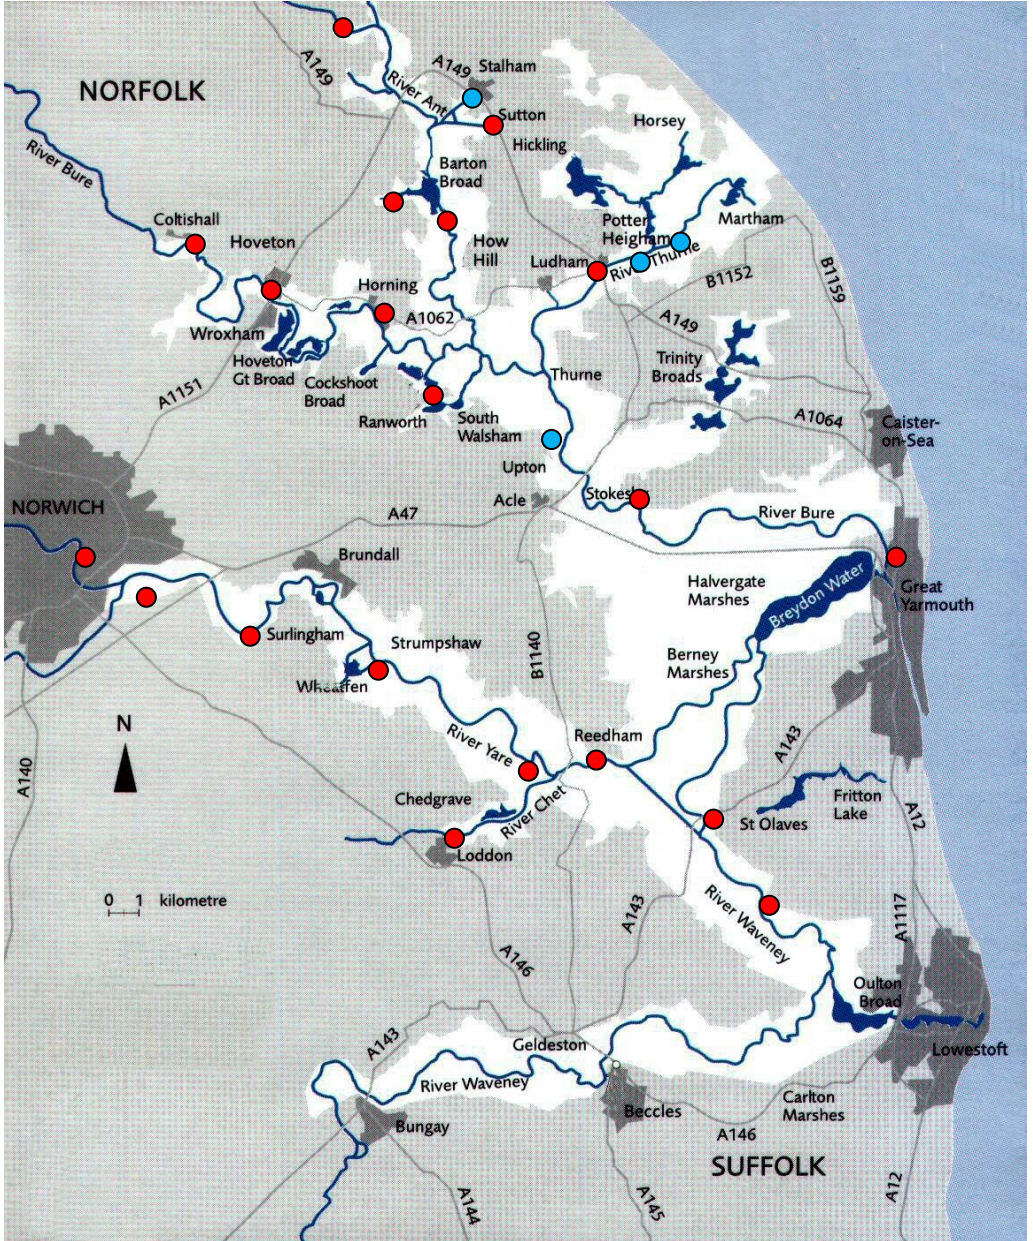 A149
A149
Stalham
NORFOLK
River Ant
Sutton
Horsey
Hickling
River Bure
Barton
Broad
Coltishall
Hoveton
Potter
Heigham
Martham
How
Hill
Ludham
River Thurne
B1152
B1159
Horning
A1062
A149
Wroxham
Hoveton
Gt Broad
Cockshoot
Broad
Thurne
Trinity
Broads
A1151
Ranworth
South
Walsham
A1064
Caister-
on-Sea
Upton
NORWICH
Acle
A47
River Bure
Brundall
Halvergate
Marshes
Breydon Water
Great
Yarmouth
Surlingham
Strumpshaw
B1140
Berney
Marshes
N
River Yare
Reedham
A143
A140
Chedgrave
River Chet
St Olaves
Fritton
Lake
A12
Loddon
0 1 kilometre
A143
River Waveney
A1117
A146
Oulton
Broad
A143
Geldeston
Lowestoft
River Waveney
Beccles
Carlton
Marshes
Bungay
A146
SUFFOLK
A144
A145
A12